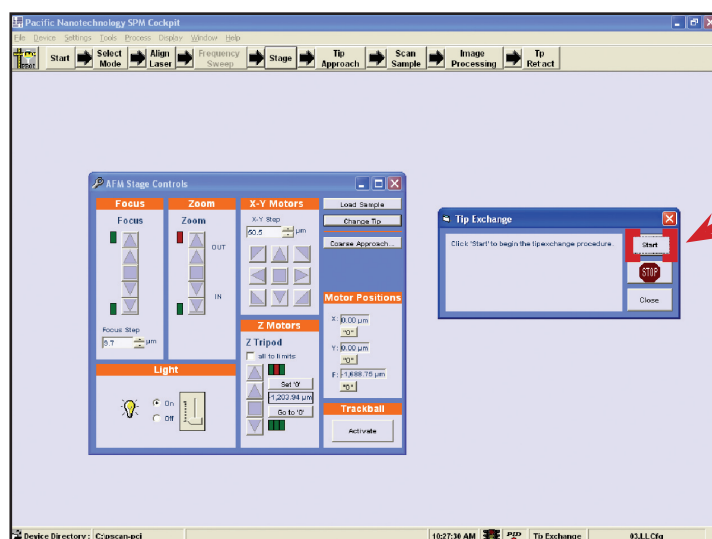 Pacific Nanotechnology SPM Cockpit
File Device Settings Tools Process Display Window Help
Start Select Mode Align Laser Frequency Sweep Stage Tip Approach Scan Sample Image Processing Tp Retact
AFM Stage Controls
Focus
Focus
Focus Step
µm
Zoom
Zoom
OUT
IN
Light
On
Off
X-Y Motors
X-Y Step
50.5 µm
Z Motors
Z Tripod
all to limits
Set '0'
-1,203.94 µm
Go to '0'
Load Sample
Change Tip
Coarse Approach...
Motor Positions
X: 0.00 µm
"0"
Y: 0.00 µm
"0"
F: -1,688.75 µm
"0"
Trackball
Activate
Tip Exchange
Click 'Start' to begin the tipexchange procedure.
Start
STOP
Close
Device Directory: C:\pscan-pci 10:27:30 AM PID Tip Exchange 03.LLCfg